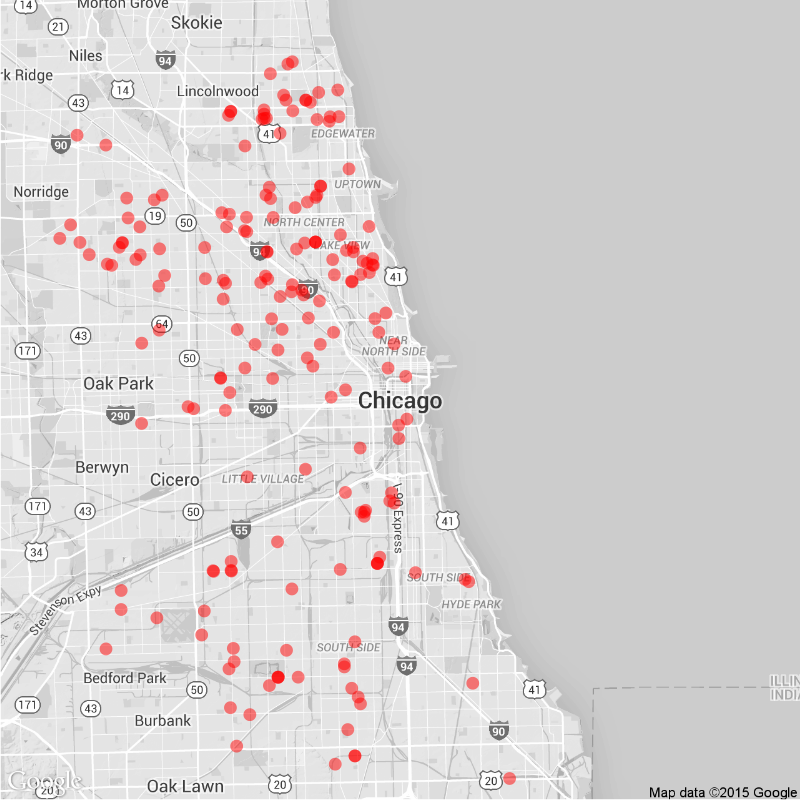 14
Morton Grove
21
Skokie
Niles
94
rk Ridge
14
Lincolnwood
43
41
EDGEWATER
90
UPTOWN
Norridge
19
50
NORTH CENTER
94
AKE VIEW
41
90
64
43
171
50
NEAR
NORTH SIDE
Oak Park
290
290
Chicago
Berwyn
Cicero
LITTLE VILLAGE
171
43
50
I-90 Express
41
55
34
SOUTH SIDE
Stevenson Expy
HYDE PARK
94
SOUTH SIDE
94
Bedford Park
50
41
ILLIN
INDIA
171
43
Burbank
90
Google
20
Oak Lawn
20
20
Map data ©2015 Google